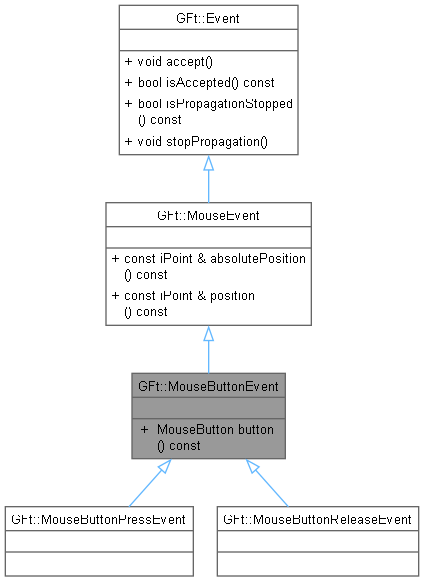 GFt::Event
+ void accept()
+ bool isAccepted() const
+ bool isPropagationStopped
() const
+ void stopPropagation()
GFt::MouseEvent
+ const iPoint & absolutePosition
() const
+ const iPoint & position
() const
GFt::MouseButtonEvent
+ MouseButton button
() const
GFt::MouseButtonPressEvent
GFt::MouseButtonReleaseEvent